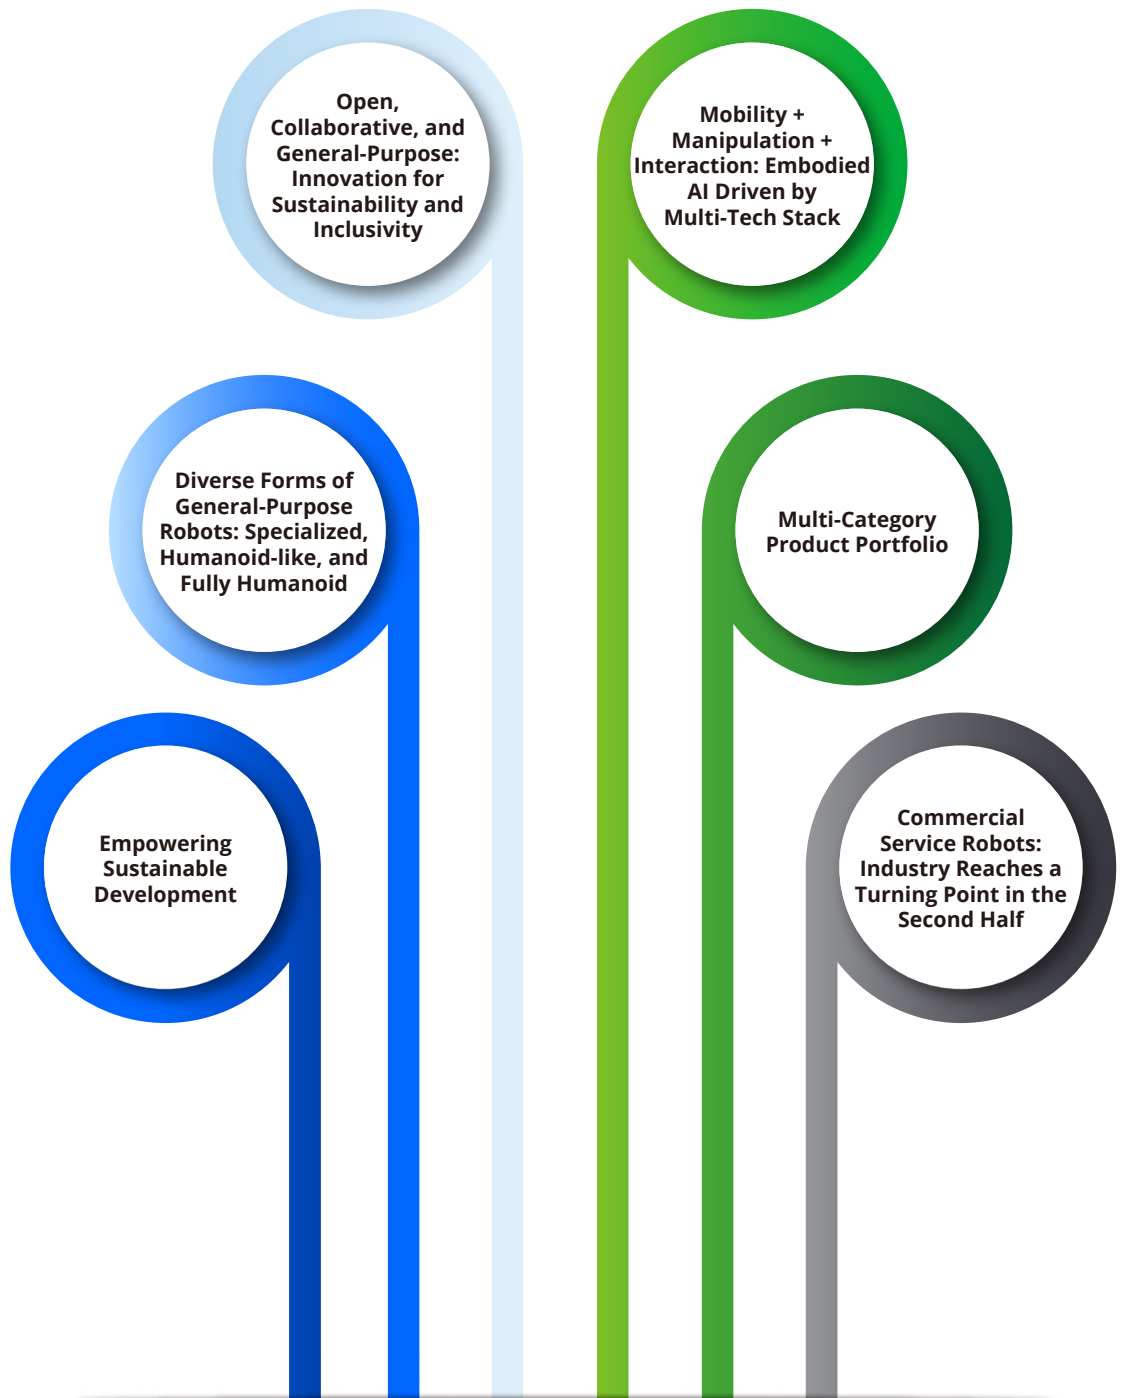 Open,
Collaborative, and
General-Purpose:
Innovation for
Sustainability and
Inclusivity
Mobility +
Manipulation +
Interaction: Embodied
AI Driven by
Multi-Tech Stack
Diverse Forms of
General-Purpose
Robots: Specialized,
Humanoid-like, and
Fully Humanoid
Multi-Category
Product Portfolio
Empowering
Sustainable
Development
Commercial
Service Robots:
Industry Reaches a
Turning Point in the
Second Half